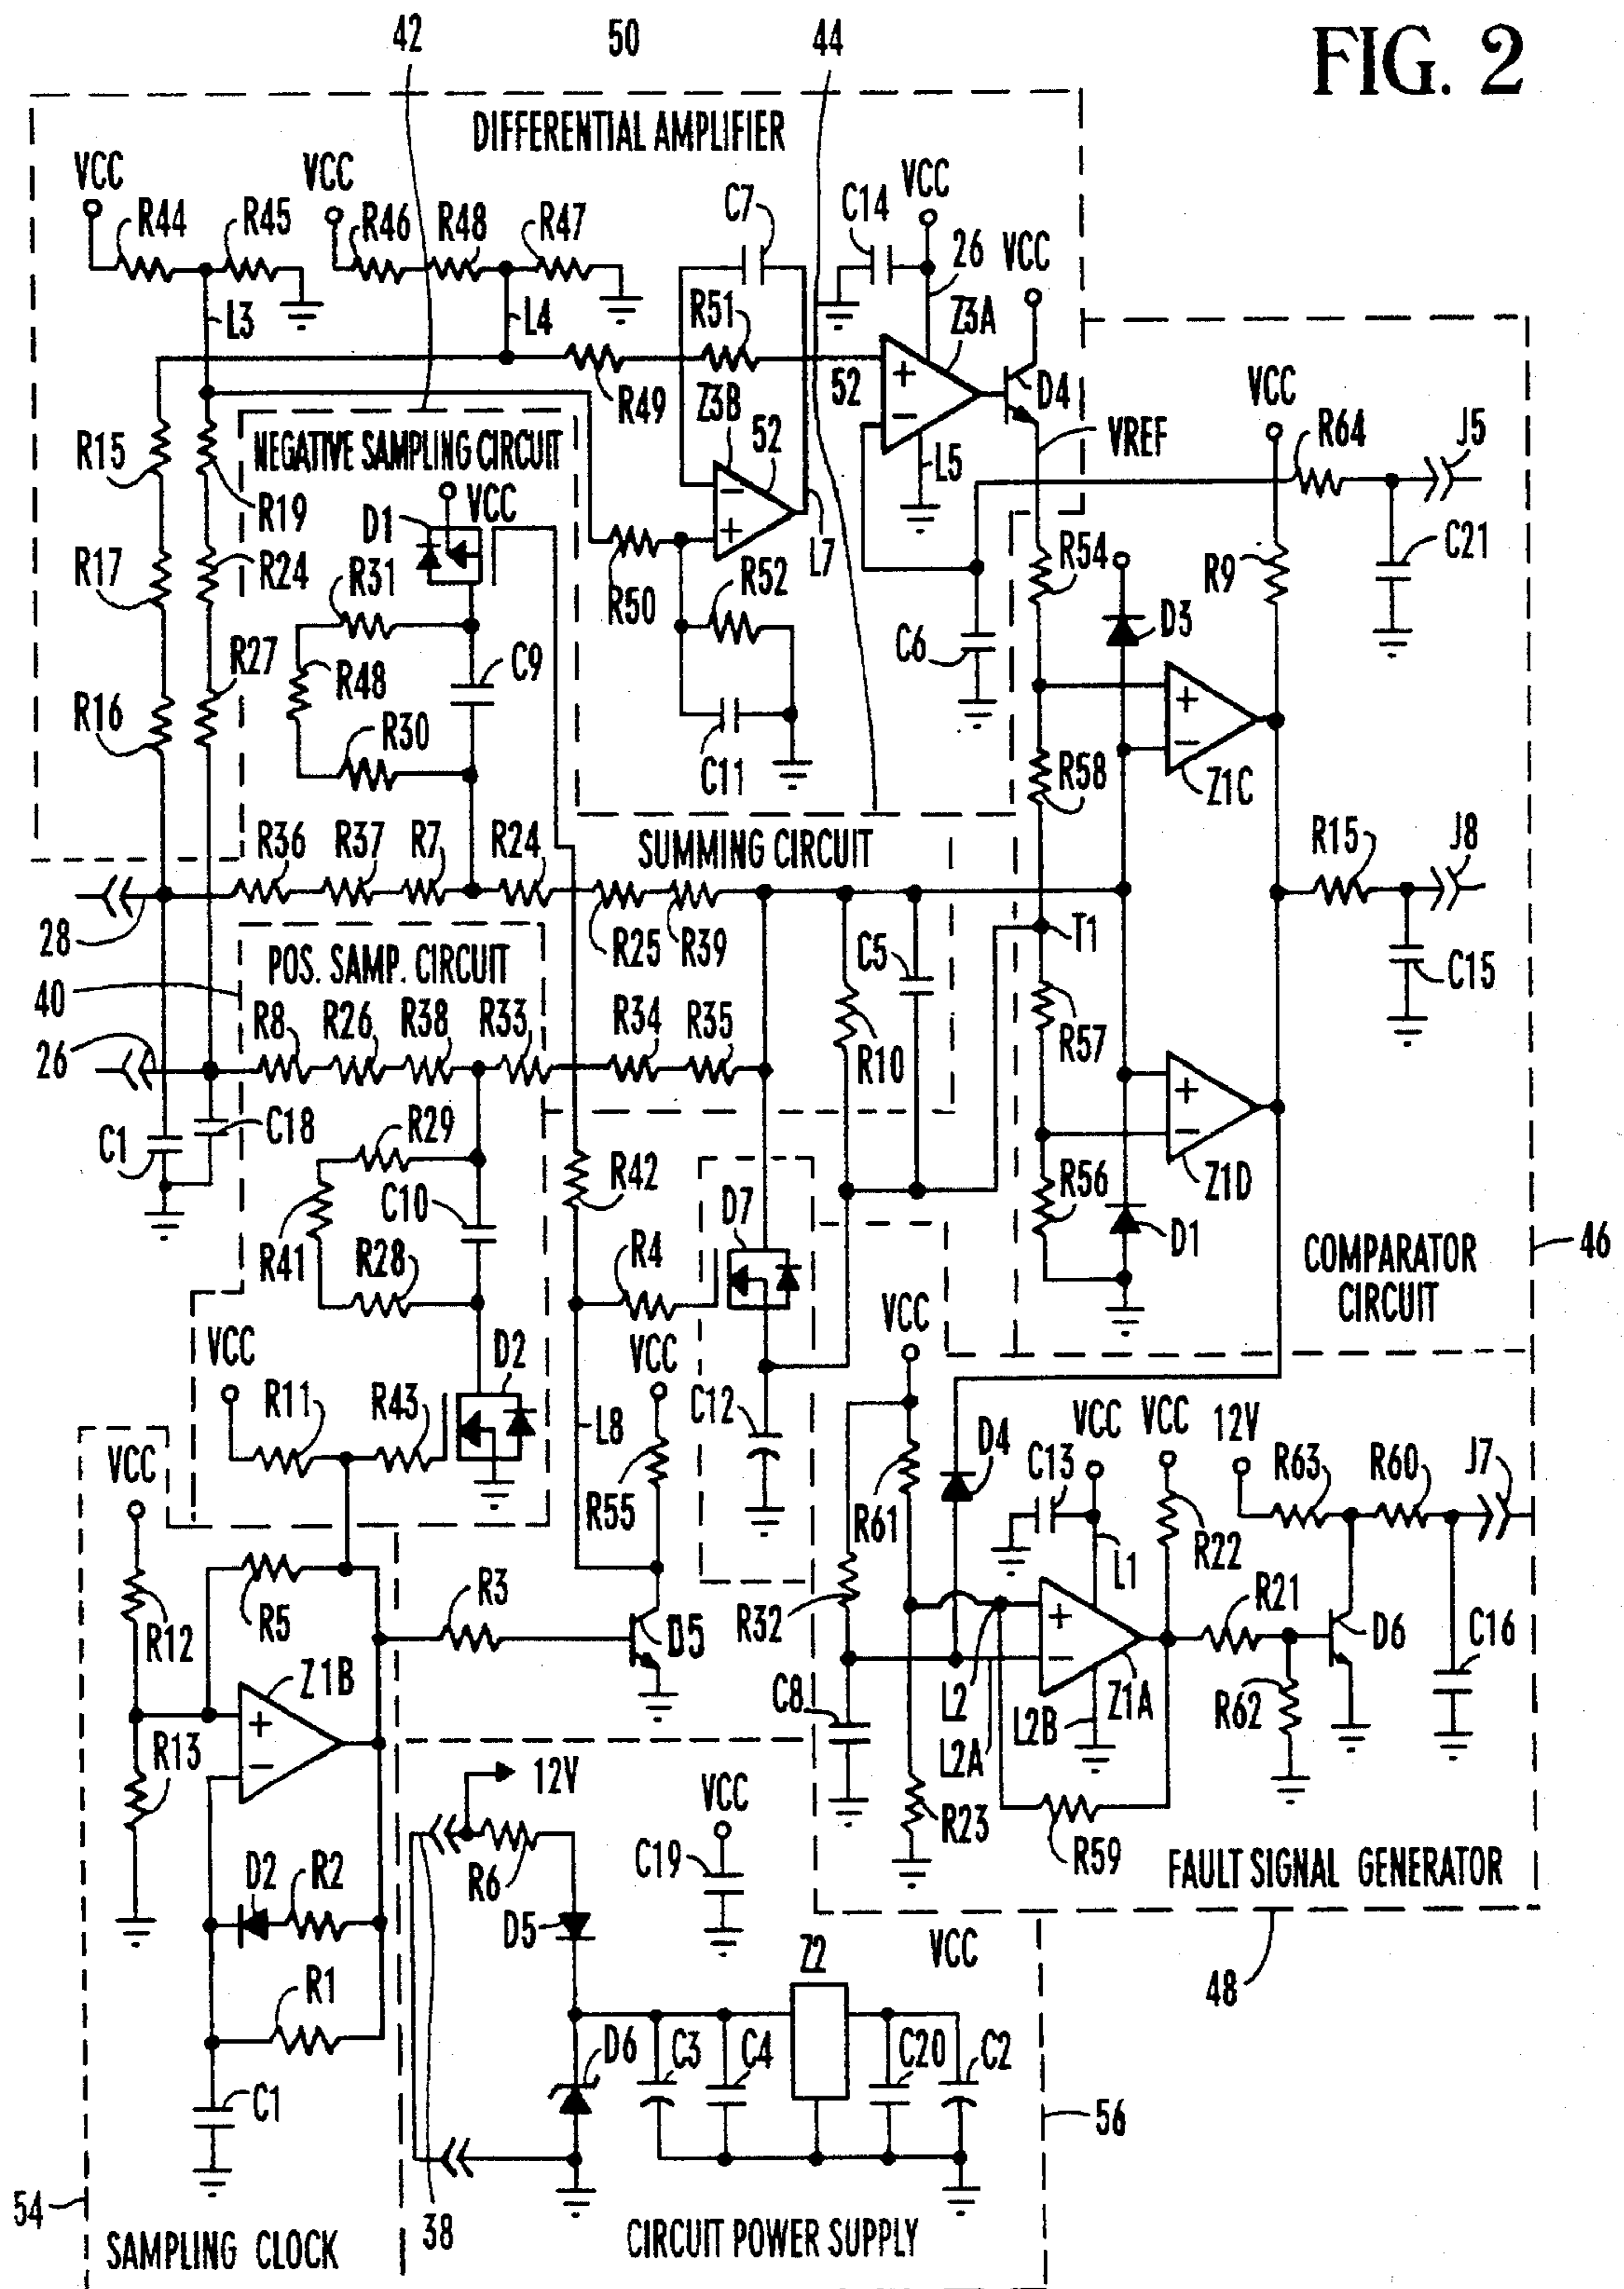 FIG. 2
42
50
44
DIFFERENTIAL AMPLIFIER
VCC
R44
R45
VCC
R46
R48
R47
C7
C14
VCC
26
VCC
L3
L4
R51
Z3A
R49
Z3B
52
52
D4
VREF
L5
R15
R19
NEGATIVE SAMPLING CIRCUIT
VCC
D1
R17
R24
R31
R50
R52
L7
R54
VCC
R64
J5
R9
C21
D3
R16
R27
R48
C9
R30
C11
C6
R58
Z1C
R36
R37
R7
R24
SUMMING CIRCUIT
R15
J8
28
R25
R39
C5
T1
C15
POS. SAMP. CIRCUIT
40
R8
R26
R38
R33
R34
R35
26
R10
R57
C1
C18
R29
R42
D7
R56
Z1D
C10
R41
R28
R4
D1
COMPARATOR
CIRCUIT
46
VCC
VCC
VCC
D2
R11
R43
C12
L8
R55
VCC
R61
D4
C13
VCC
VCC
12V
R63
R60
J7
R22
L1
R12
R5
R3
R32
R21
D5
D6
C16
Z1B
C8
L2
L2A
L2B
Z1A
R62
R13
12V
VCC
R23
R59
D2
R2
R6
C19
FAULT SIGNAL GENERATOR
D5
VCC
Z2
48
R1
D6
C3
C4
C20
C2
C1
56
54
38
SAMPLING CLOCK
CIRCUIT POWER SUPPLY